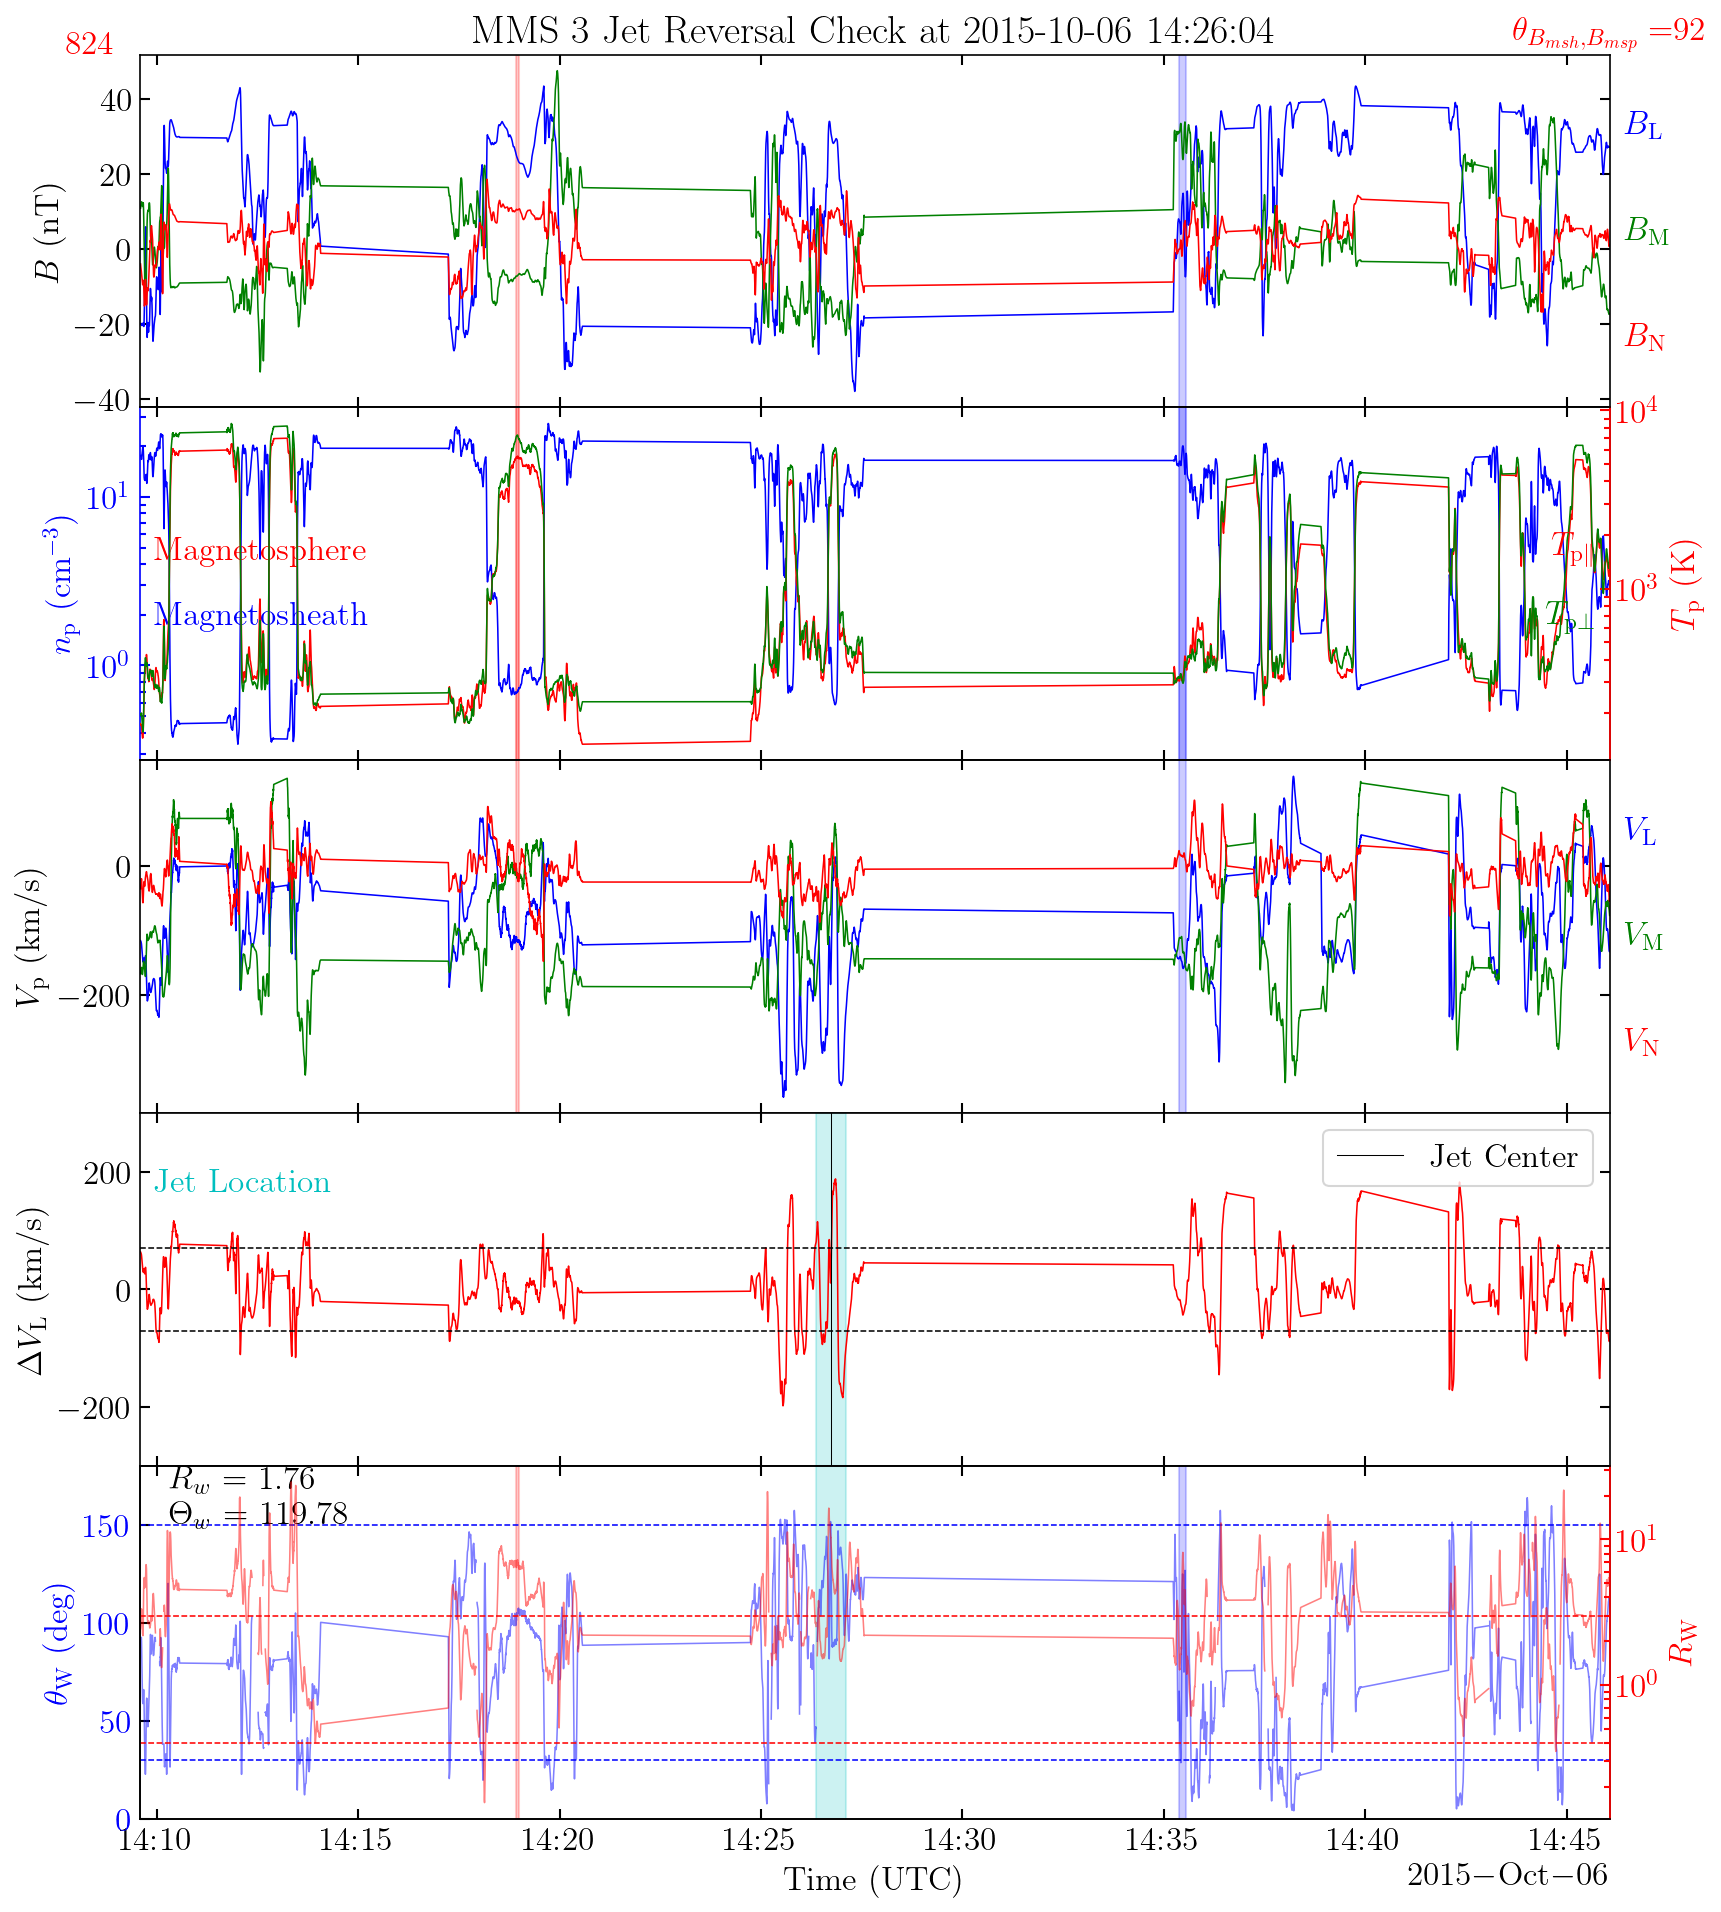 MMS 3 Jet Reversal Check at 2015-10-06 14:26:04
824
θ_{B_{msh},B_{msp}} =92
40
20
0
−20
−40
B (nT)
B_L
B_M
B_N
10^1
10^0
n_p (cm^{−3})
Magnetosphere
Magnetosheath
10^4
10^3
T_p (K)
T_{p∥}
T_{p⊥}
0
−200
V_p (km/s)
V_L
V_M
V_N
200
0
−200
ΔV_L (km/s)
Jet Location
Jet Center
R_w = 1.76
Θ_w = 119.78
150
100
50
0
θ_W (deg)
10^1
10^0
R_W
14:10 14:15 14:20 14:25 14:30 14:35 14:40 14:45
Time (UTC)
2015−Oct−06